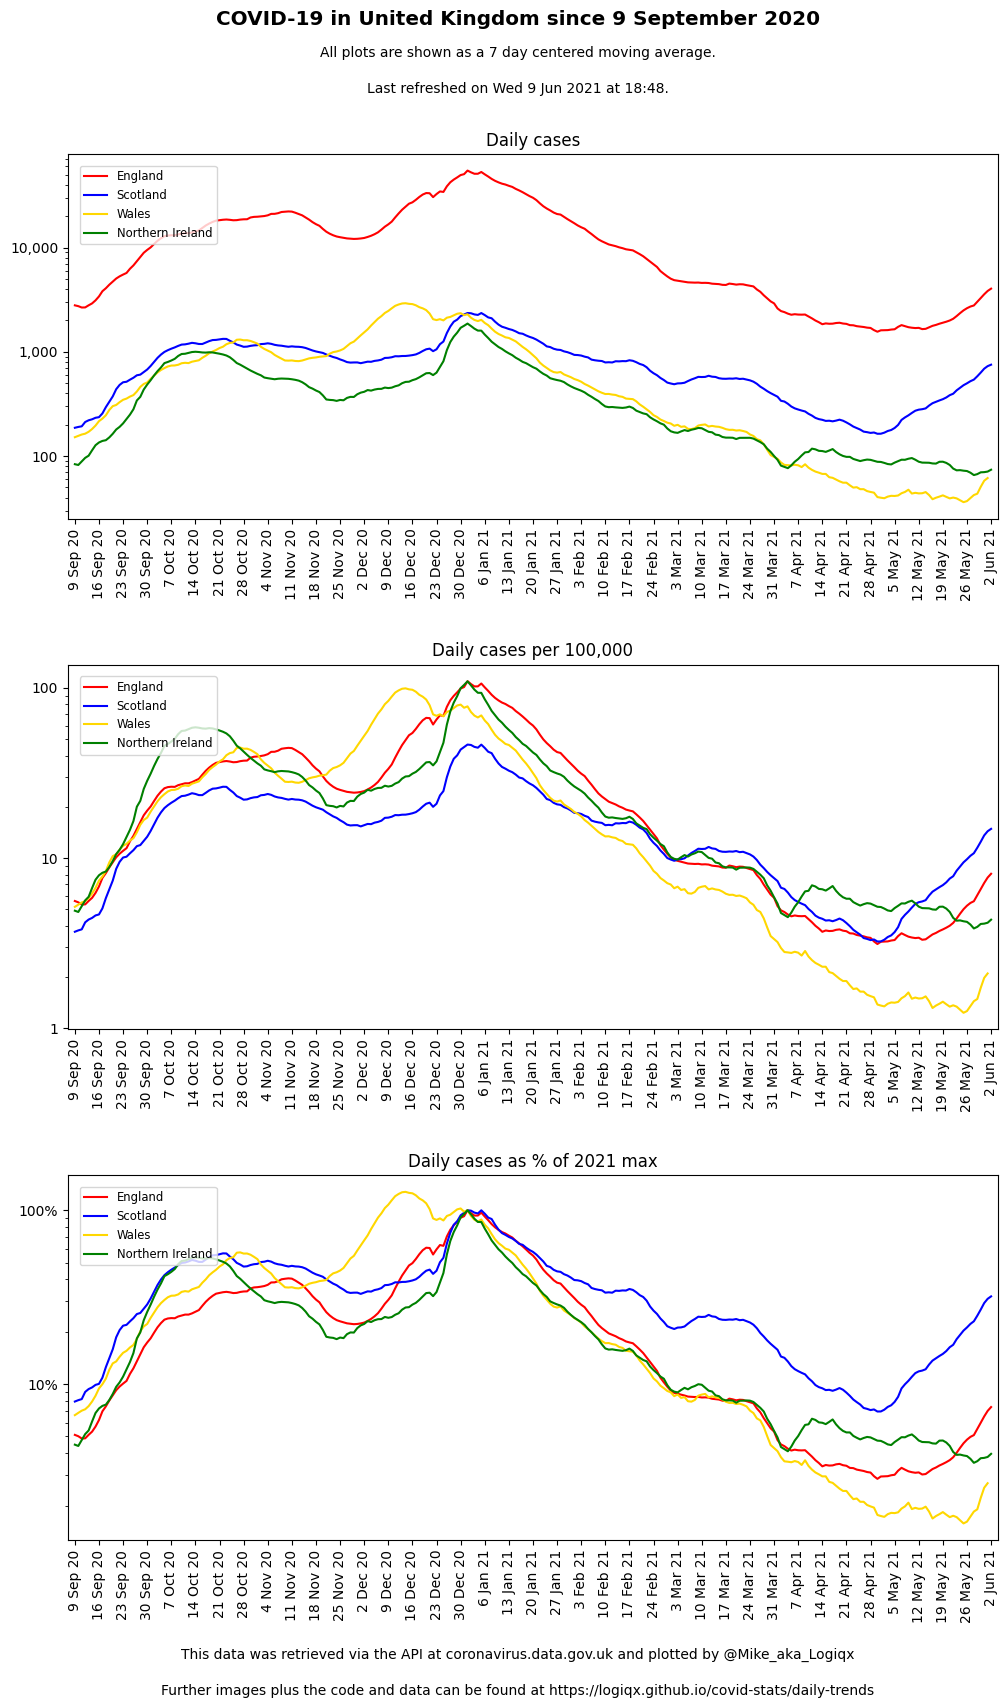 COVID-19 in United Kingdom since 9 September 2020
All plots are shown as a 7 day centered moving average.
Last refreshed on Wed 9 Jun 2021 at 18:48.
Daily cases
England
Scotland
Wales
Northern Ireland
10,000
1,000
100
9 Sep 20
16 Sep 20
23 Sep 20
30 Sep 20
7 Oct 20
14 Oct 20
21 Oct 20
28 Oct 20
4 Nov 20
11 Nov 20
18 Nov 20
25 Nov 20
2 Dec 20
9 Dec 20
16 Dec 20
23 Dec 20
30 Dec 20
6 Jan 21
13 Jan 21
20 Jan 21
27 Jan 21
3 Feb 21
10 Feb 21
17 Feb 21
24 Feb 21
3 Mar 21
10 Mar 21
17 Mar 21
24 Mar 21
31 Mar 21
7 Apr 21
14 Apr 21
21 Apr 21
28 Apr 21
5 May 21
12 May 21
19 May 21
26 May 21
2 Jun 21
Daily cases per 100,000
England
Scotland
Wales
Northern Ireland
100
10
1
9 Sep 20
16 Sep 20
23 Sep 20
30 Sep 20
7 Oct 20
14 Oct 20
21 Oct 20
28 Oct 20
4 Nov 20
11 Nov 20
18 Nov 20
25 Nov 20
2 Dec 20
9 Dec 20
16 Dec 20
23 Dec 20
30 Dec 20
6 Jan 21
13 Jan 21
20 Jan 21
27 Jan 21
3 Feb 21
10 Feb 21
17 Feb 21
24 Feb 21
3 Mar 21
10 Mar 21
17 Mar 21
24 Mar 21
31 Mar 21
7 Apr 21
14 Apr 21
21 Apr 21
28 Apr 21
5 May 21
12 May 21
19 May 21
26 May 21
2 Jun 21
Daily cases as % of 2021 max
England
Scotland
Wales
Northern Ireland
100%
10%
9 Sep 20
16 Sep 20
23 Sep 20
30 Sep 20
7 Oct 20
14 Oct 20
21 Oct 20
28 Oct 20
4 Nov 20
11 Nov 20
18 Nov 20
25 Nov 20
2 Dec 20
9 Dec 20
16 Dec 20
23 Dec 20
30 Dec 20
6 Jan 21
13 Jan 21
20 Jan 21
27 Jan 21
3 Feb 21
10 Feb 21
17 Feb 21
24 Feb 21
3 Mar 21
10 Mar 21
17 Mar 21
24 Mar 21
31 Mar 21
7 Apr 21
14 Apr 21
21 Apr 21
28 Apr 21
5 May 21
12 May 21
19 May 21
26 May 21
2 Jun 21
This data was retrieved via the API at coronavirus.data.gov.uk and plotted by @Mike_aka_Logiqx
Further images plus the code and data can be found at https://logiqx.github.io/covid-stats/daily-trends